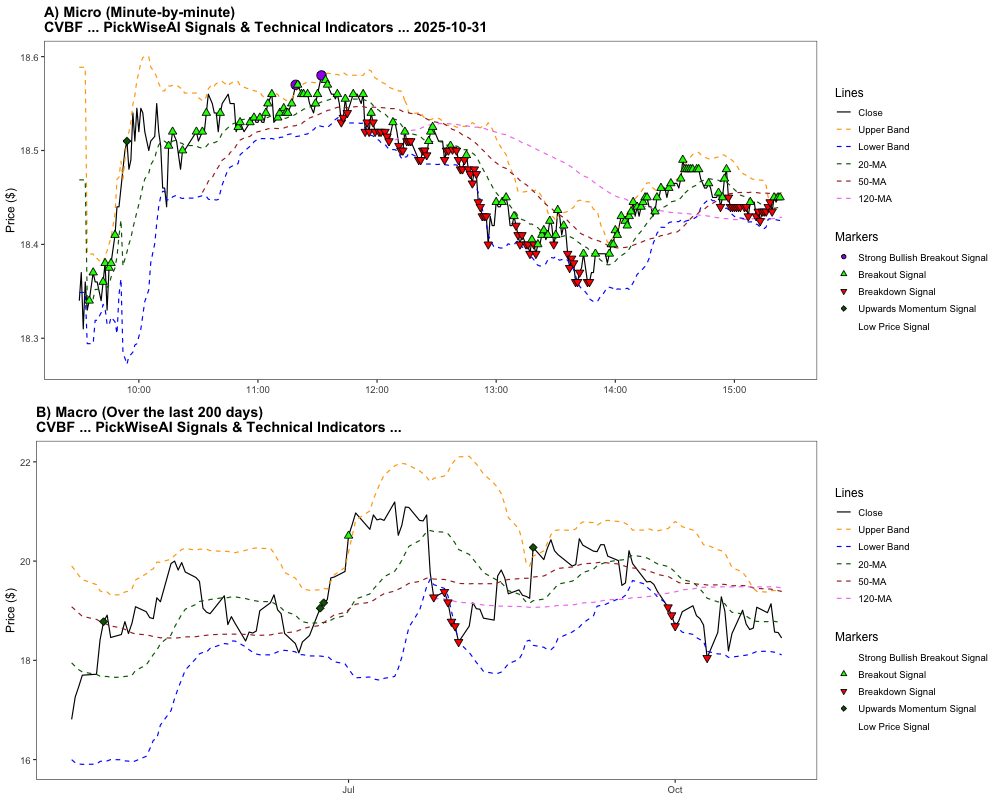 A) Micro (Minute-by-minute)
CVBF ... PickWiseAI Signals & Technical Indicators ... 2025-10-31
Price ($)
18.6
18.5
18.4
18.3
10:00
11:00
12:00
13:00
14:00
15:00
Lines
Close
Upper Band
Lower Band
20-MA
50-MA
120-MA
Markers
Strong Bullish Breakout Signal
Breakout Signal
Breakdown Signal
Upwards Momentum Signal
Low Price Signal
B) Macro (Over the last 200 days)
CVBF ... PickWiseAI Signals & Technical Indicators ...
Price ($)
22
20
18
16
Jul
Oct
Lines
Close
Upper Band
Lower Band
20-MA
50-MA
120-MA
Markers
Strong Bullish Breakout Signal
Breakout Signal
Breakdown Signal
Upwards Momentum Signal
Low Price Signal